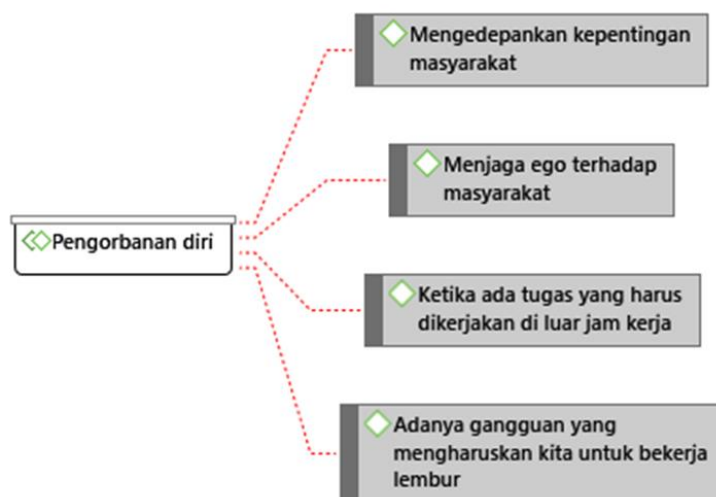 Mengedepankan kepentingan
masyarakat
Menjaga ego terhadap
masyarakat
Pengorbanan diri
Ketika ada tugas yang harus
dikerjakan di luar jam kerja
Adanya gangguan yang
mengharuskan kita untuk bekerja
lembur